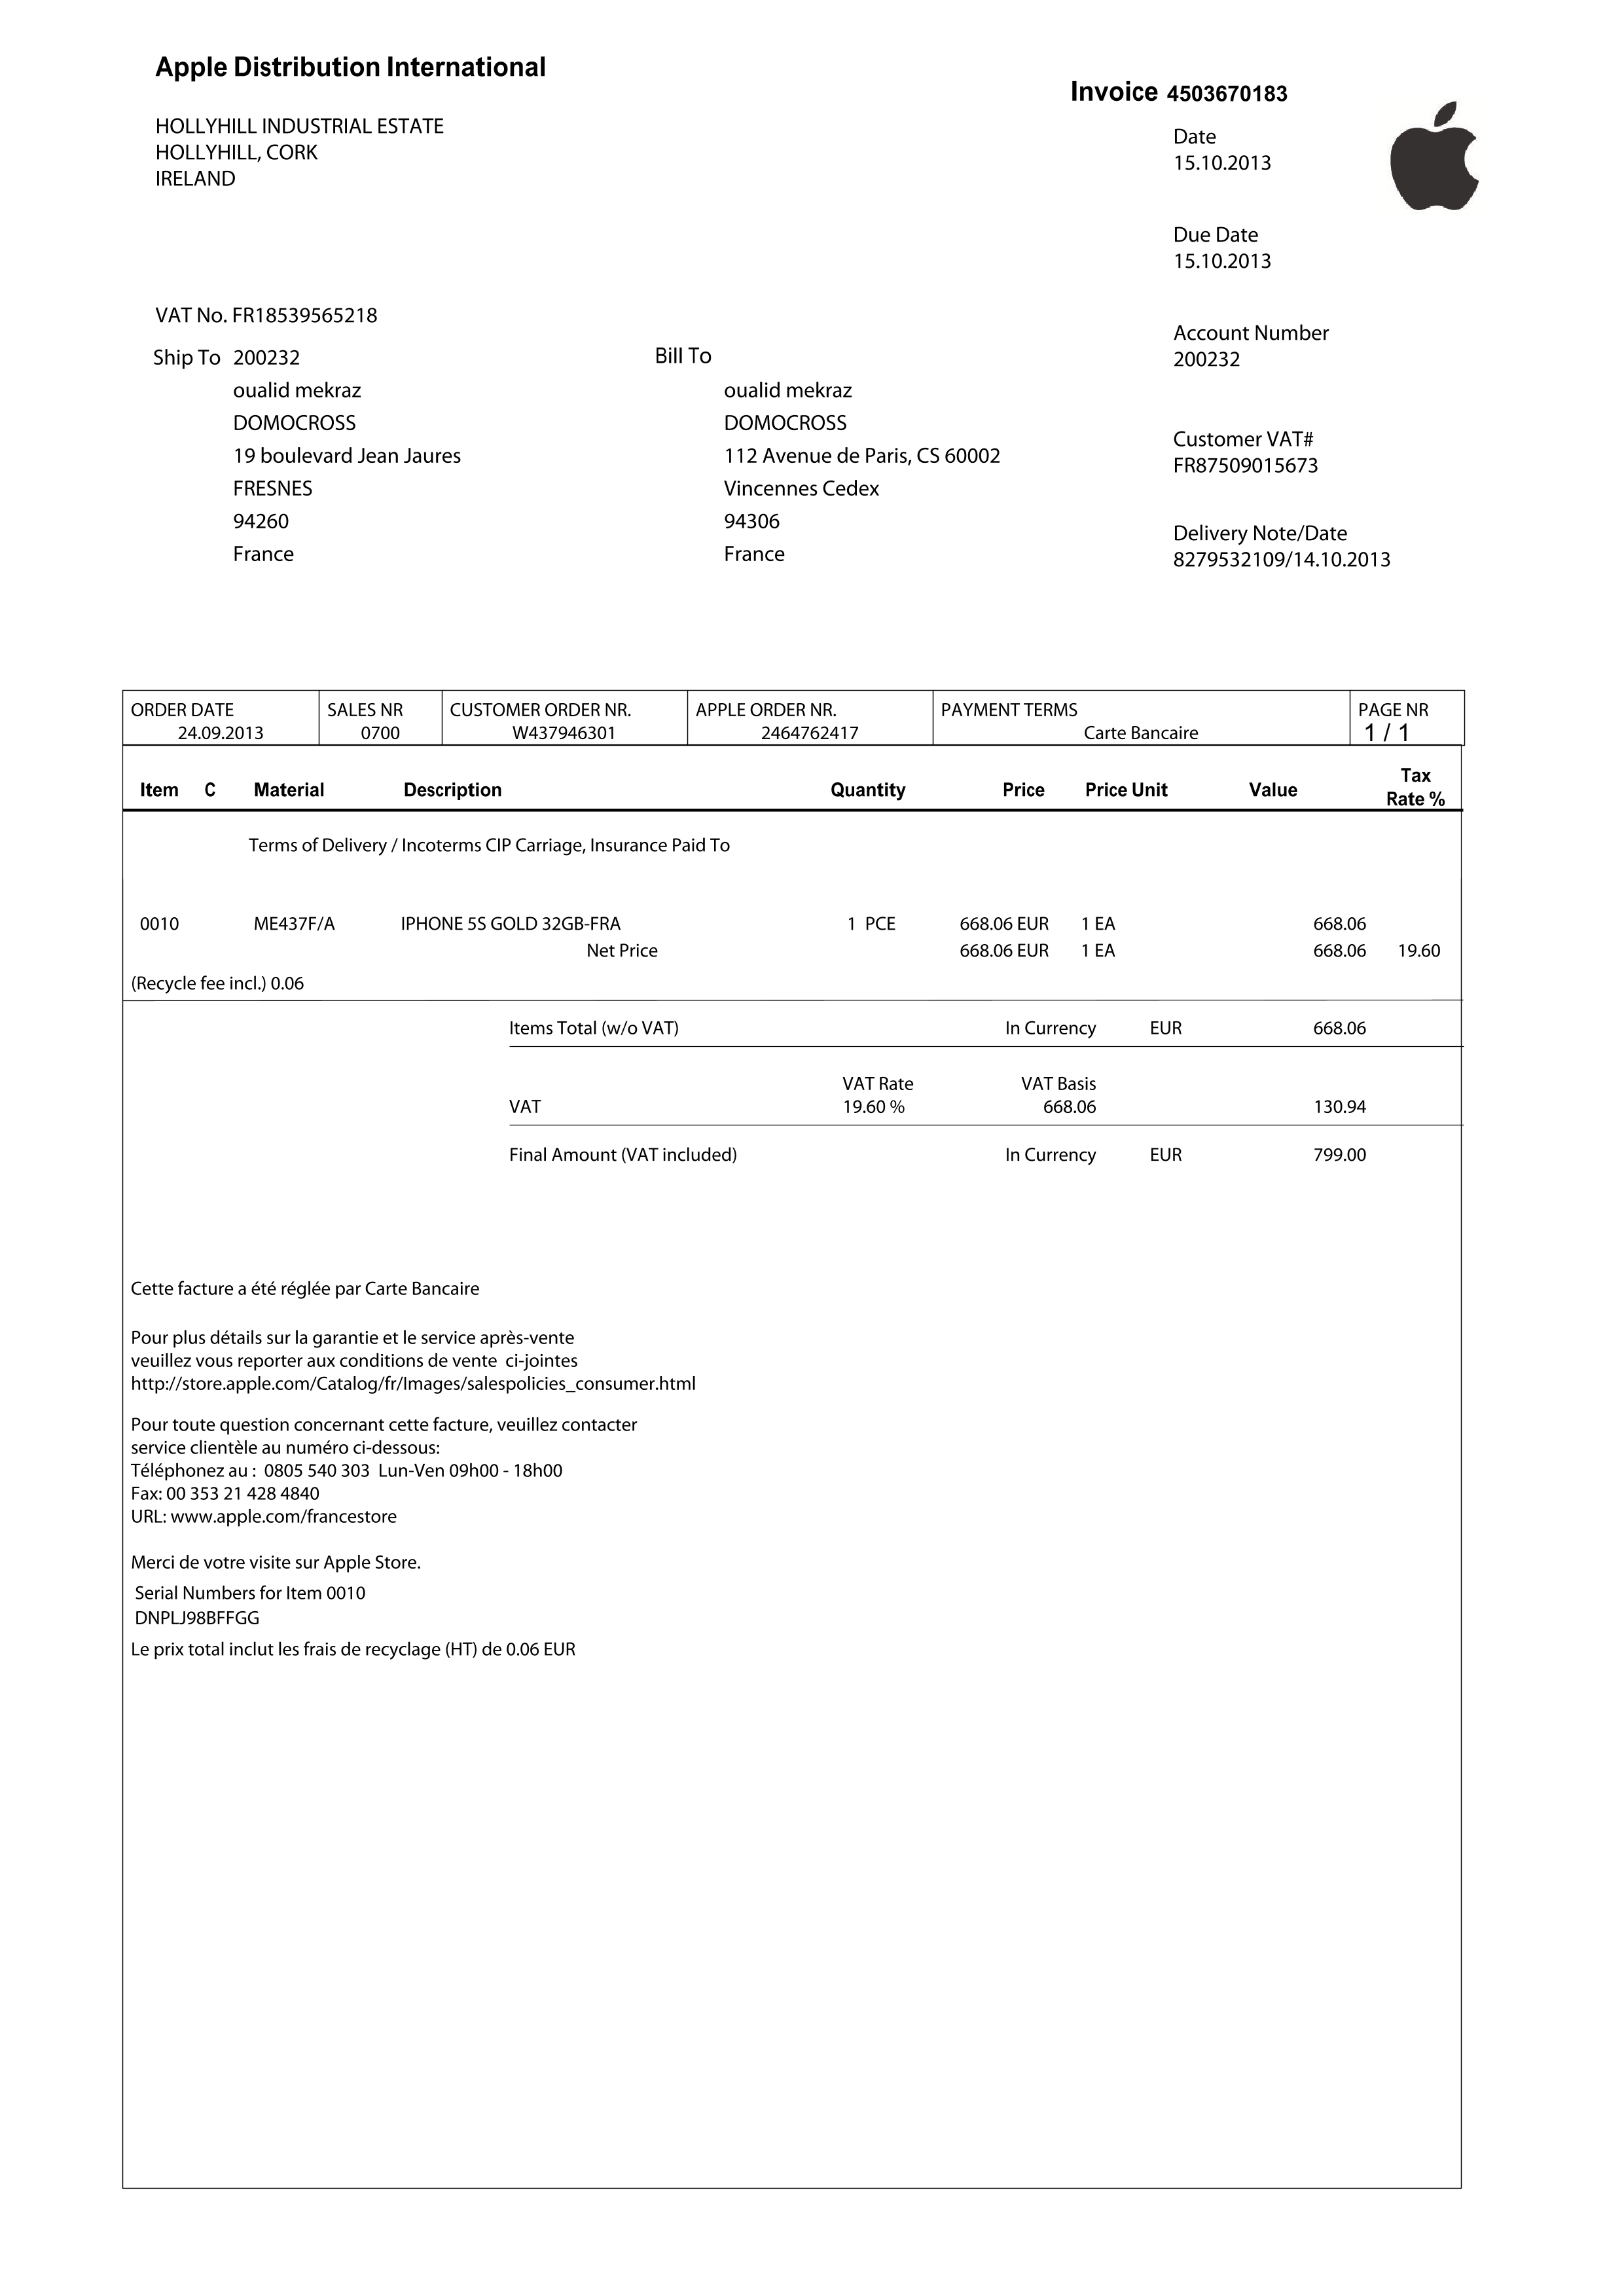 Apple Distribution International
Invoice 4503670183
HOLLYHILL INDUSTRIAL ESTATE
HOLLYHILL, CORK
IRELAND
Date
15.10.2013
Due Date
15.10.2013
VAT No. FR18539565218
Account Number
200232
Ship To 200232
oualid mekraz
DOMOCROSS
19 boulevard Jean Jaures
FRESNES
94260
France
Bill To
oualid mekraz
DOMOCROSS
112 Avenue de Paris, CS 60002
Vincennes Cedex
94306
France
Customer VAT#
FR87509015673
Delivery Note/Date
8279532109/14.10.2013
ORDER DATE SALES NR CUSTOMER ORDER NR. APPLE ORDER NR. PAYMENT TERMS PAGE NR
24.09.2013 0700 W437946301 2464762417 Carte Bancaire 1 / 1
Item C Material Description Quantity Price Price Unit Value Tax Rate %
Terms of Delivery / Incoterms CIP Carriage, Insurance Paid To
0010 ME437F/A IPHONE 5S GOLD 32GB-FRA 1 PCE 668.06 EUR 1 EA 668.06
Net Price 668.06 EUR 1 EA 668.06 19.60
(Recycle fee incl.) 0.06
Items Total (w/o VAT) In Currency EUR 668.06
VAT Rate VAT Basis
VAT 19.60 % 668.06 130.94
Final Amount (VAT included) In Currency EUR 799.00
Cette facture a été réglée par Carte Bancaire
Pour plus détails sur la garantie et le service après-vente
veuillez vous reporter aux conditions de vente ci-jointes
http://store.apple.com/Catalog/fr/Images/salespolicies_consumer.html
Pour toute question concernant cette facture, veuillez contacter
service clientèle au numéro ci-dessous:
Téléphonez au : 0805 540 303 Lun-Ven 09h00 - 18h00
Fax: 00 353 21 428 4840
URL: www.apple.com/francestore
Merci de votre visite sur Apple Store.
Serial Numbers for Item 0010
DNPLJ98BFFGG
Le prix total inclut les frais de recyclage (HT) de 0.06 EUR